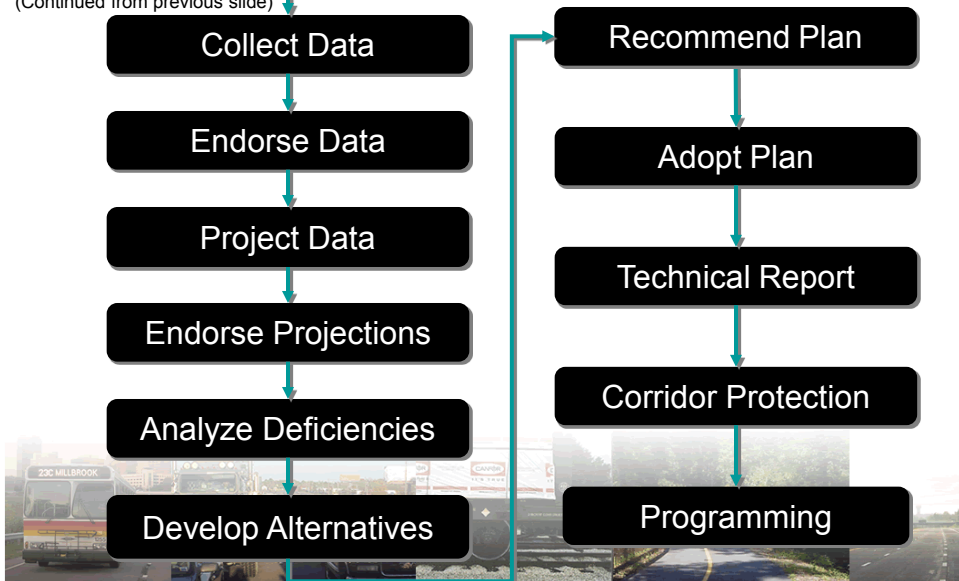 (Continued from previous slide)
Collect Data
Endorse Data
Project Data
Endorse Projections
Analyze Deficiencies
Develop Alternatives
Recommend Plan
Adopt Plan
Technical Report
Corridor Protection
Programming
23C MILLBROOK
CANFOR